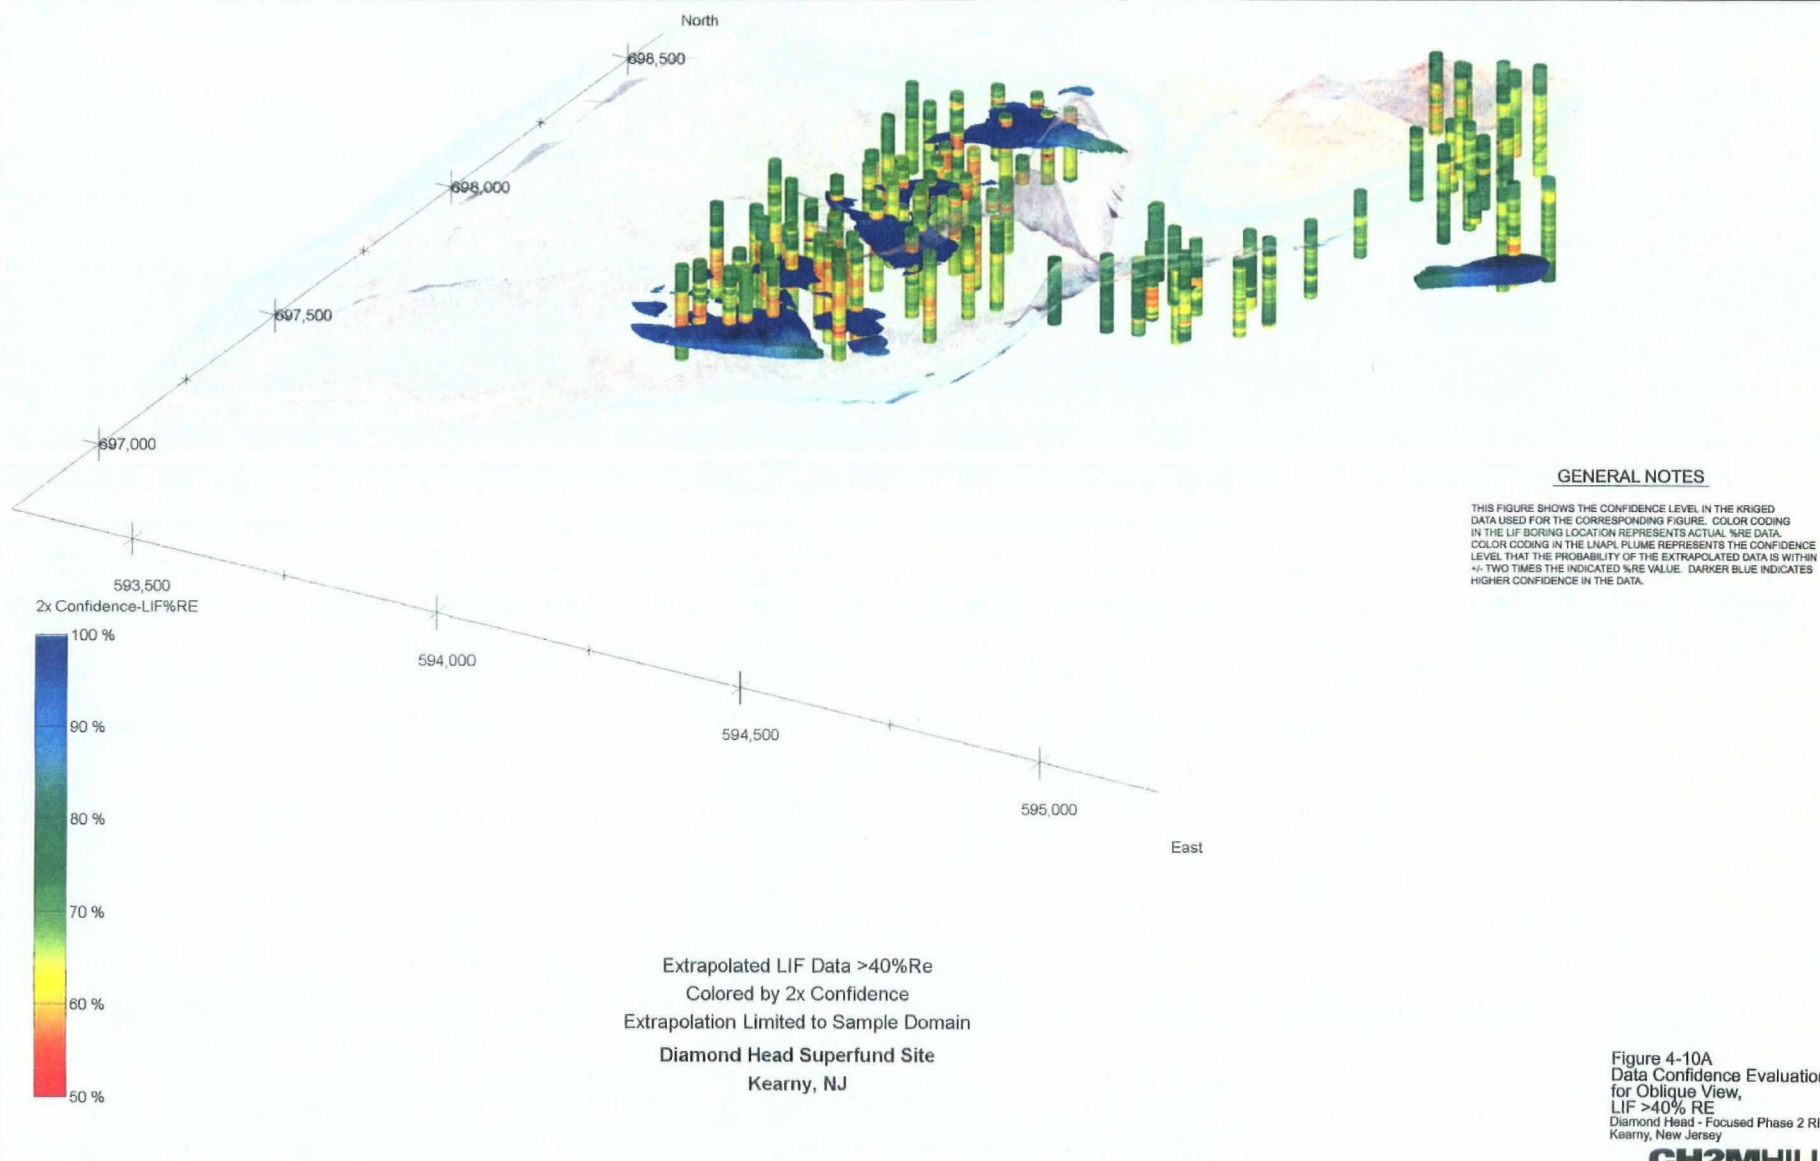 North
698,500
698,000
697,500
697,000
593,500
594,000
594,500
595,000
East
2x Confidence-LIF%RE
100 %
90 %
80 %
70 %
60 %
50 %
GENERAL NOTES
THIS FIGURE SHOWS THE CONFIDENCE LEVEL IN THE KRIGED
DATA USED FOR THE CORRESPONDING FIGURE. COLOR CODING
IN THE LIF BORING LOCATION REPRESENTS ACTUAL %RE DATA.
COLOR CODING IN THE LNAPL PLUME REPRESENTS THE CONFIDENCE
LEVEL THAT THE PROBABILITY OF THE EXTRAPOLATED DATA IS WITHIN
+/- TWO TIMES THE INDICATED %RE VALUE. DARKER BLUE INDICATES
HIGHER CONFIDENCE IN THE DATA.
Extrapolated LIF Data >40%Re
Colored by 2x Confidence
Extrapolation Limited to Sample Domain
Diamond Head Superfund Site
Kearny, NJ
Figure 4-10A
Data Confidence Evaluation
for Oblique View,
LIF >40% RE
Diamond Head - Focused Phase 2 RI
Kearny, New Jersey
CH2MHILL